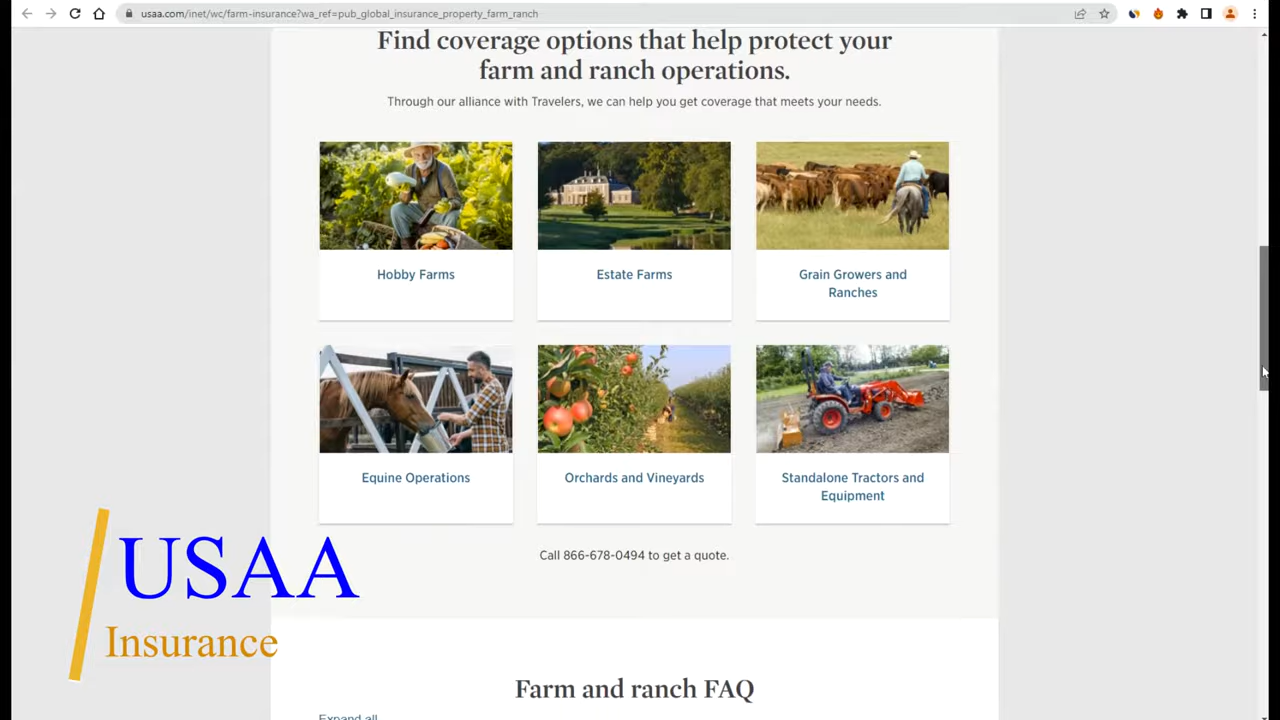 usaa.com/inet/wc/farm-insurance?wa_ref=pub_global_insurance_property_farm_ranch
Find coverage options that help protect your
farm and ranch operations.
Through our alliance with Travelers, we can help you get coverage that meets your needs.
Hobby Farms
Estate Farms
Grain Growers and
Ranches
Equine Operations
Orchards and Vineyards
Standalone Tractors and
Equipment
Call 866-678-0494 to get a quote.
USAA
Insurance
Farm and ranch FAQ
Expand all